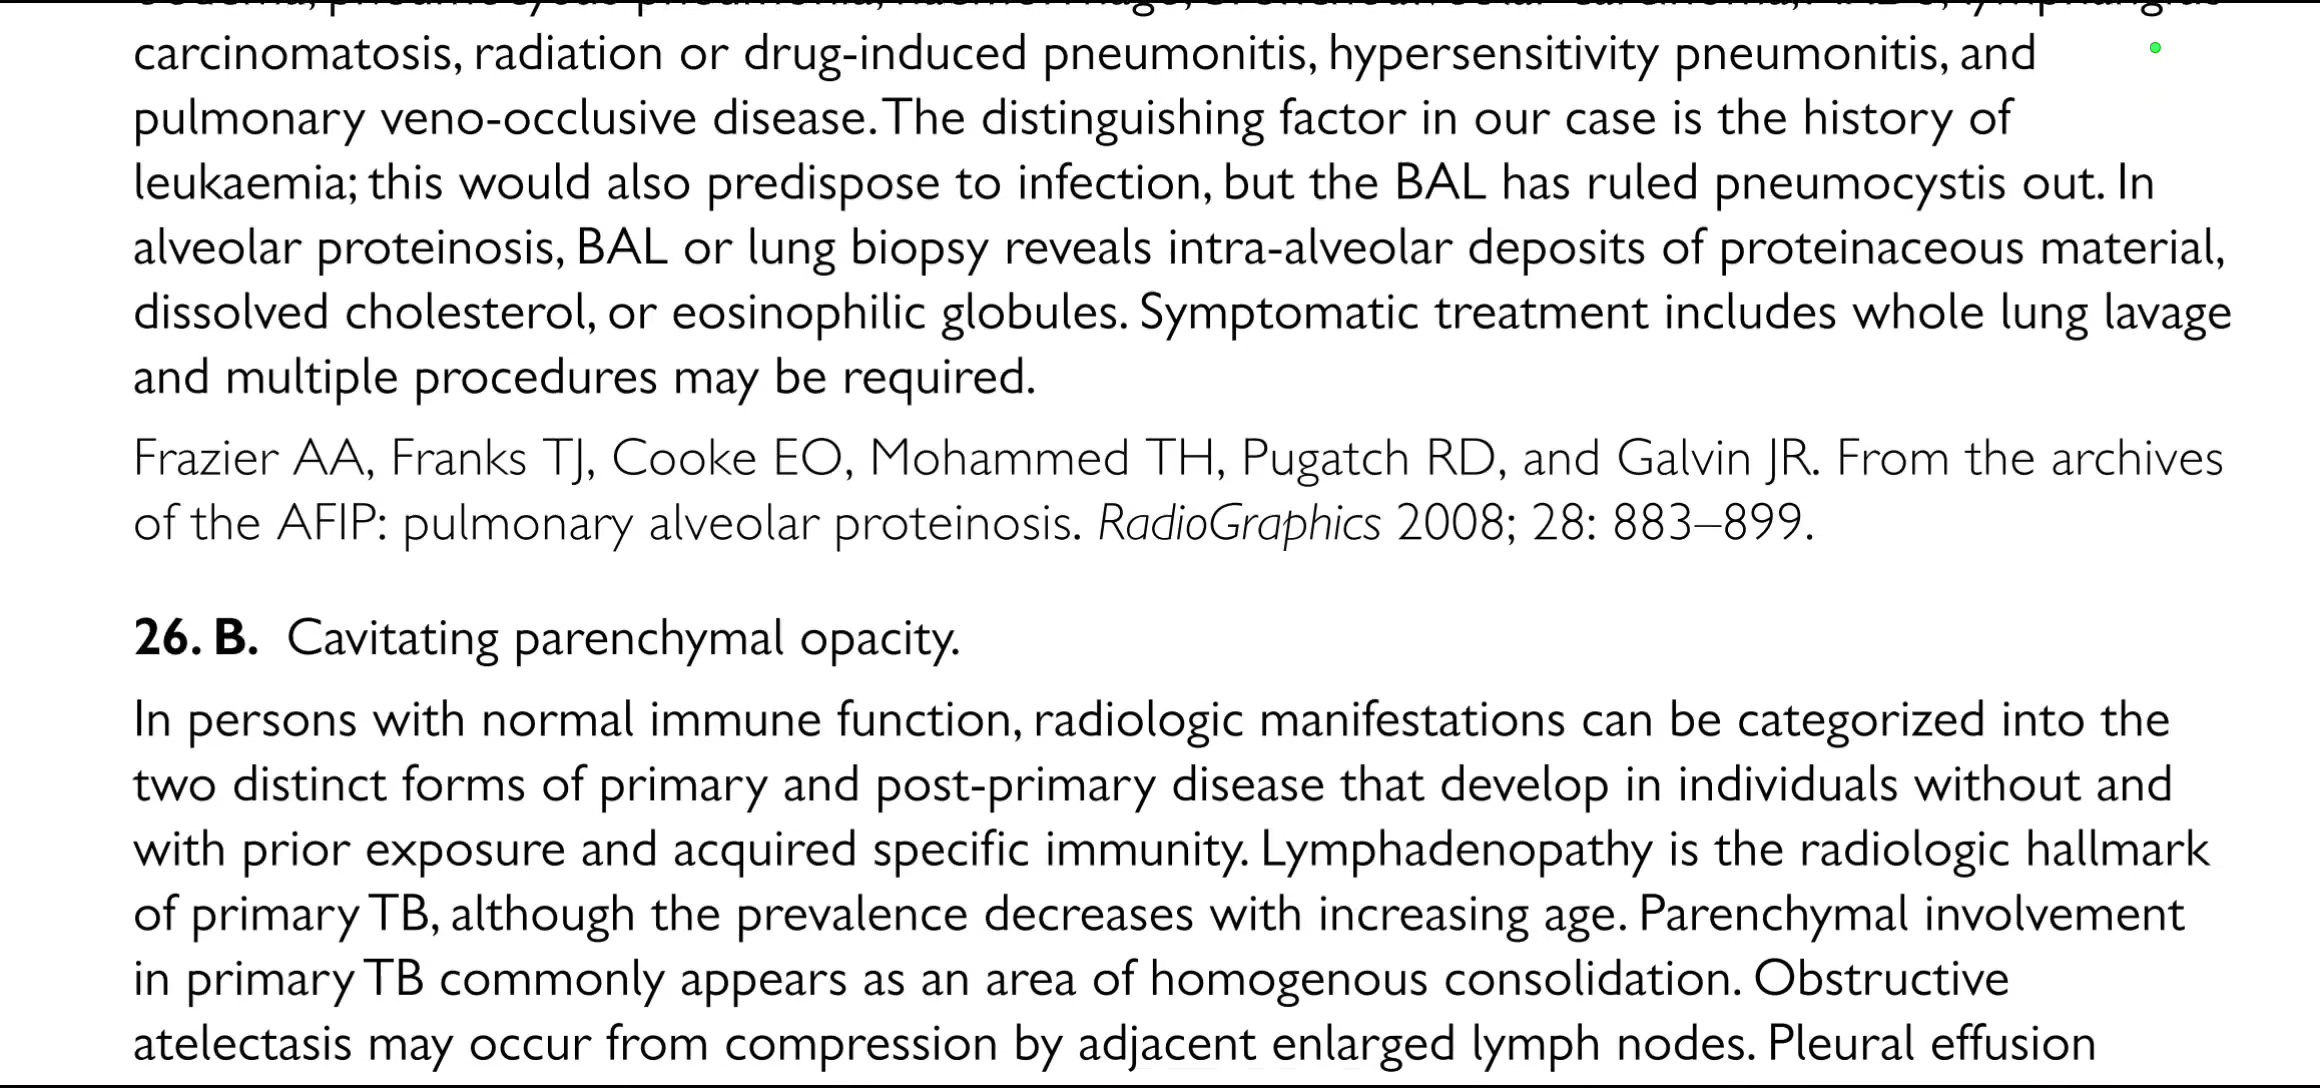 carcinomatosis, radiation or drug-induced pneumonitis, hypersensitivity pneumonitis, and
pulmonary veno-occlusive disease. The distinguishing factor in our case is the history of
leukaemia; this would also predispose to infection, but the BAL has ruled pneumocystis out. In
alveolar proteinosis, BAL or lung biopsy reveals intra-alveolar deposits of proteinaceous material,
dissolved cholesterol, or eosinophilic globules. Symptomatic treatment includes whole lung lavage
and multiple procedures may be required.
Frazier AA, Franks TJ, Cooke EO, Mohammed TH, Pugatch RD, and Galvin JR. From the archives
of the AFIP: pulmonary alveolar proteinosis. RadioGraphics 2008; 28: 883–899.
26. B. Cavitating parenchymal opacity.
In persons with normal immune function, radiologic manifestations can be categorized into the
two distinct forms of primary and post-primary disease that develop in individuals without and
with prior exposure and acquired specific immunity. Lymphadenopathy is the radiologic hallmark
of primary TB, although the prevalence decreases with increasing age. Parenchymal involvement
in primary TB commonly appears as an area of homogenous consolidation. Obstructive
atelectasis may occur from compression by adjacent enlarged lymph nodes. Pleural effusion